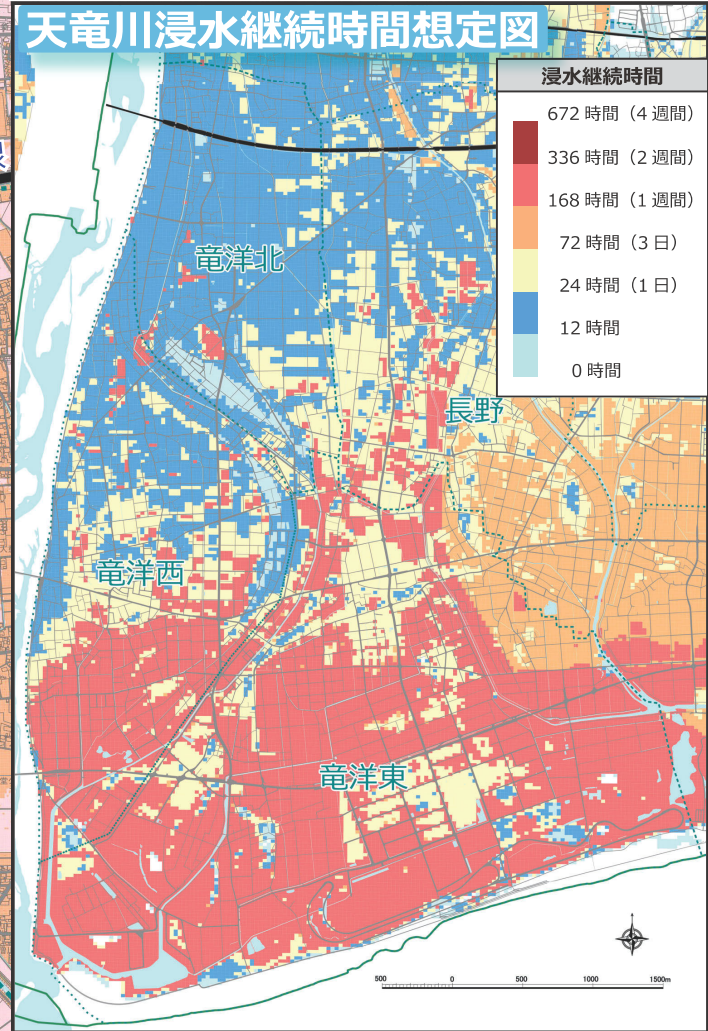 天竜川浸水継続時間想定図
浸水継続時間
672 時間（4 週間）
336 時間（2 週間）
168 時間（1 週間）
72 時間（3 日）
24 時間（1 日）
12 時間
0 時間
竜洋北
長野
竜洋西
竜洋東
500 0 500 1000 1500m